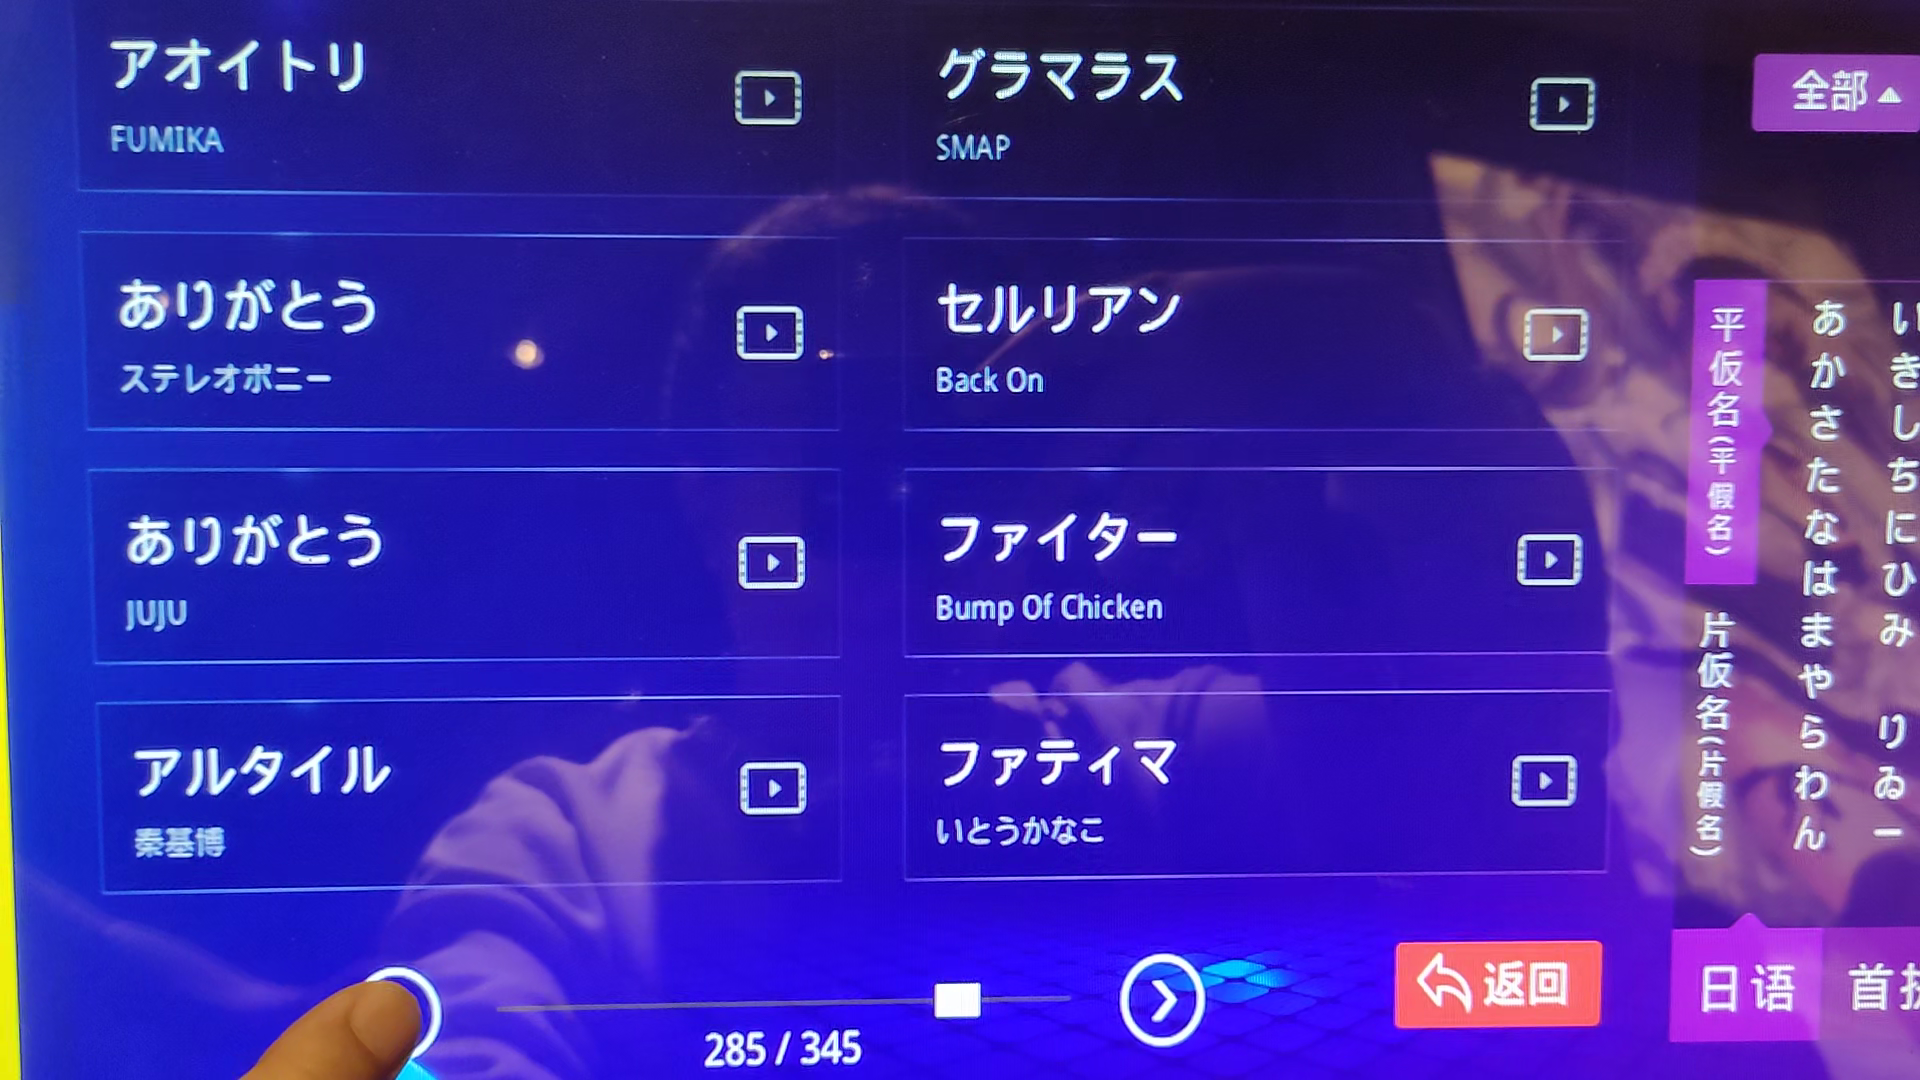 アオイトリ
FUMIKA
グラマラス
SMAP
ありがとう
ステレオポニー
セルリアン
Back On
ありがとう
JUJU
ファイター
Bump Of Chicken
アルタイル
秦基博
ファティマ
いとうかなこ
285 / 345
返回
全部
平仮名(平假名)
片仮名(片假名)
あかさたなはまやらわん
いきしちにひみ りゐー
日语
首